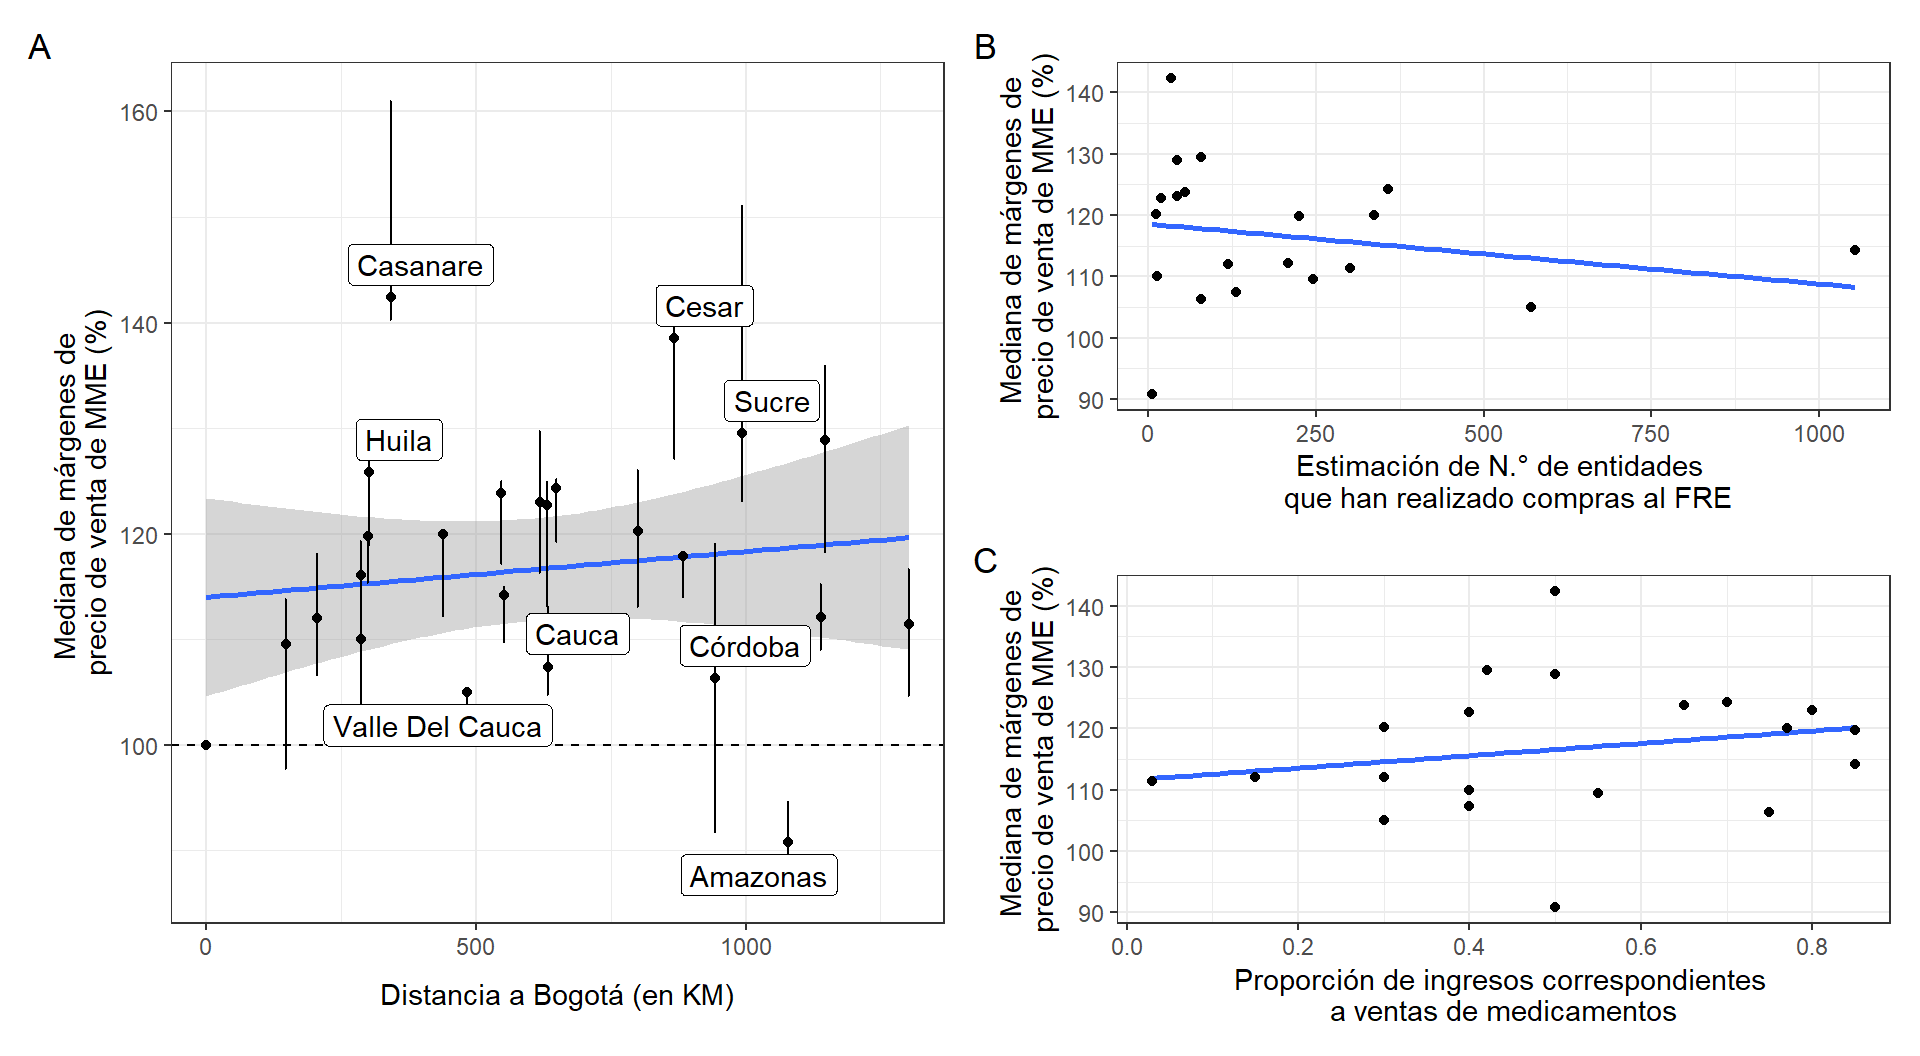 A
Mediana de márgenes de
precio de venta de MME (%)
160
140
120
100
Casanare
Cesar
Sucre
Huila
Cauca
Córdoba
Valle Del Cauca
Amazonas
0
500
1000
Distancia a Bogotá (en KM)
B
Mediana de márgenes de
precio de venta de MME (%)
140
130
120
110
100
90
0
250
500
750
1000
Estimación de N.° de entidades
que han realizado compras al FRE
C
Mediana de márgenes de
precio de venta de MME (%)
140
130
120
110
100
90
0.0
0.2
0.4
0.6
0.8
Proporción de ingresos correspondientes
a ventas de medicamentos